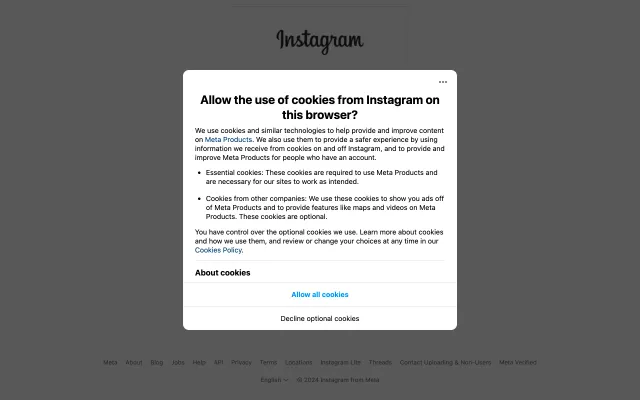 Instagram
Allow the use of cookies from Instagram on
this browser?
We use cookies and similar technologies to help provide and improve content
on Meta Products. We also use them to provide a safer experience by using
information we receive from cookies on and off Instagram, and to provide and
improve Meta Products for people who have an account.
• Essential cookies: These cookies are required to use Meta Products and
are necessary for our sites to work as intended.
• Cookies from other companies: We use these cookies to show you ads off
of Meta Products and to provide features like maps and videos on Meta
Products. These cookies are optional.
You have control over the optional cookies we use. Learn more about cookies
and how we use them, and review or change your choices at any time in our
Cookies Policy.
About cookies
Allow all cookies
Decline optional cookies
Meta About Blog Jobs Help API Privacy Terms Locations Instagram Lite Threads Contact Uploading & Non-Users Meta Verified
English © 2024 Instagram from Meta